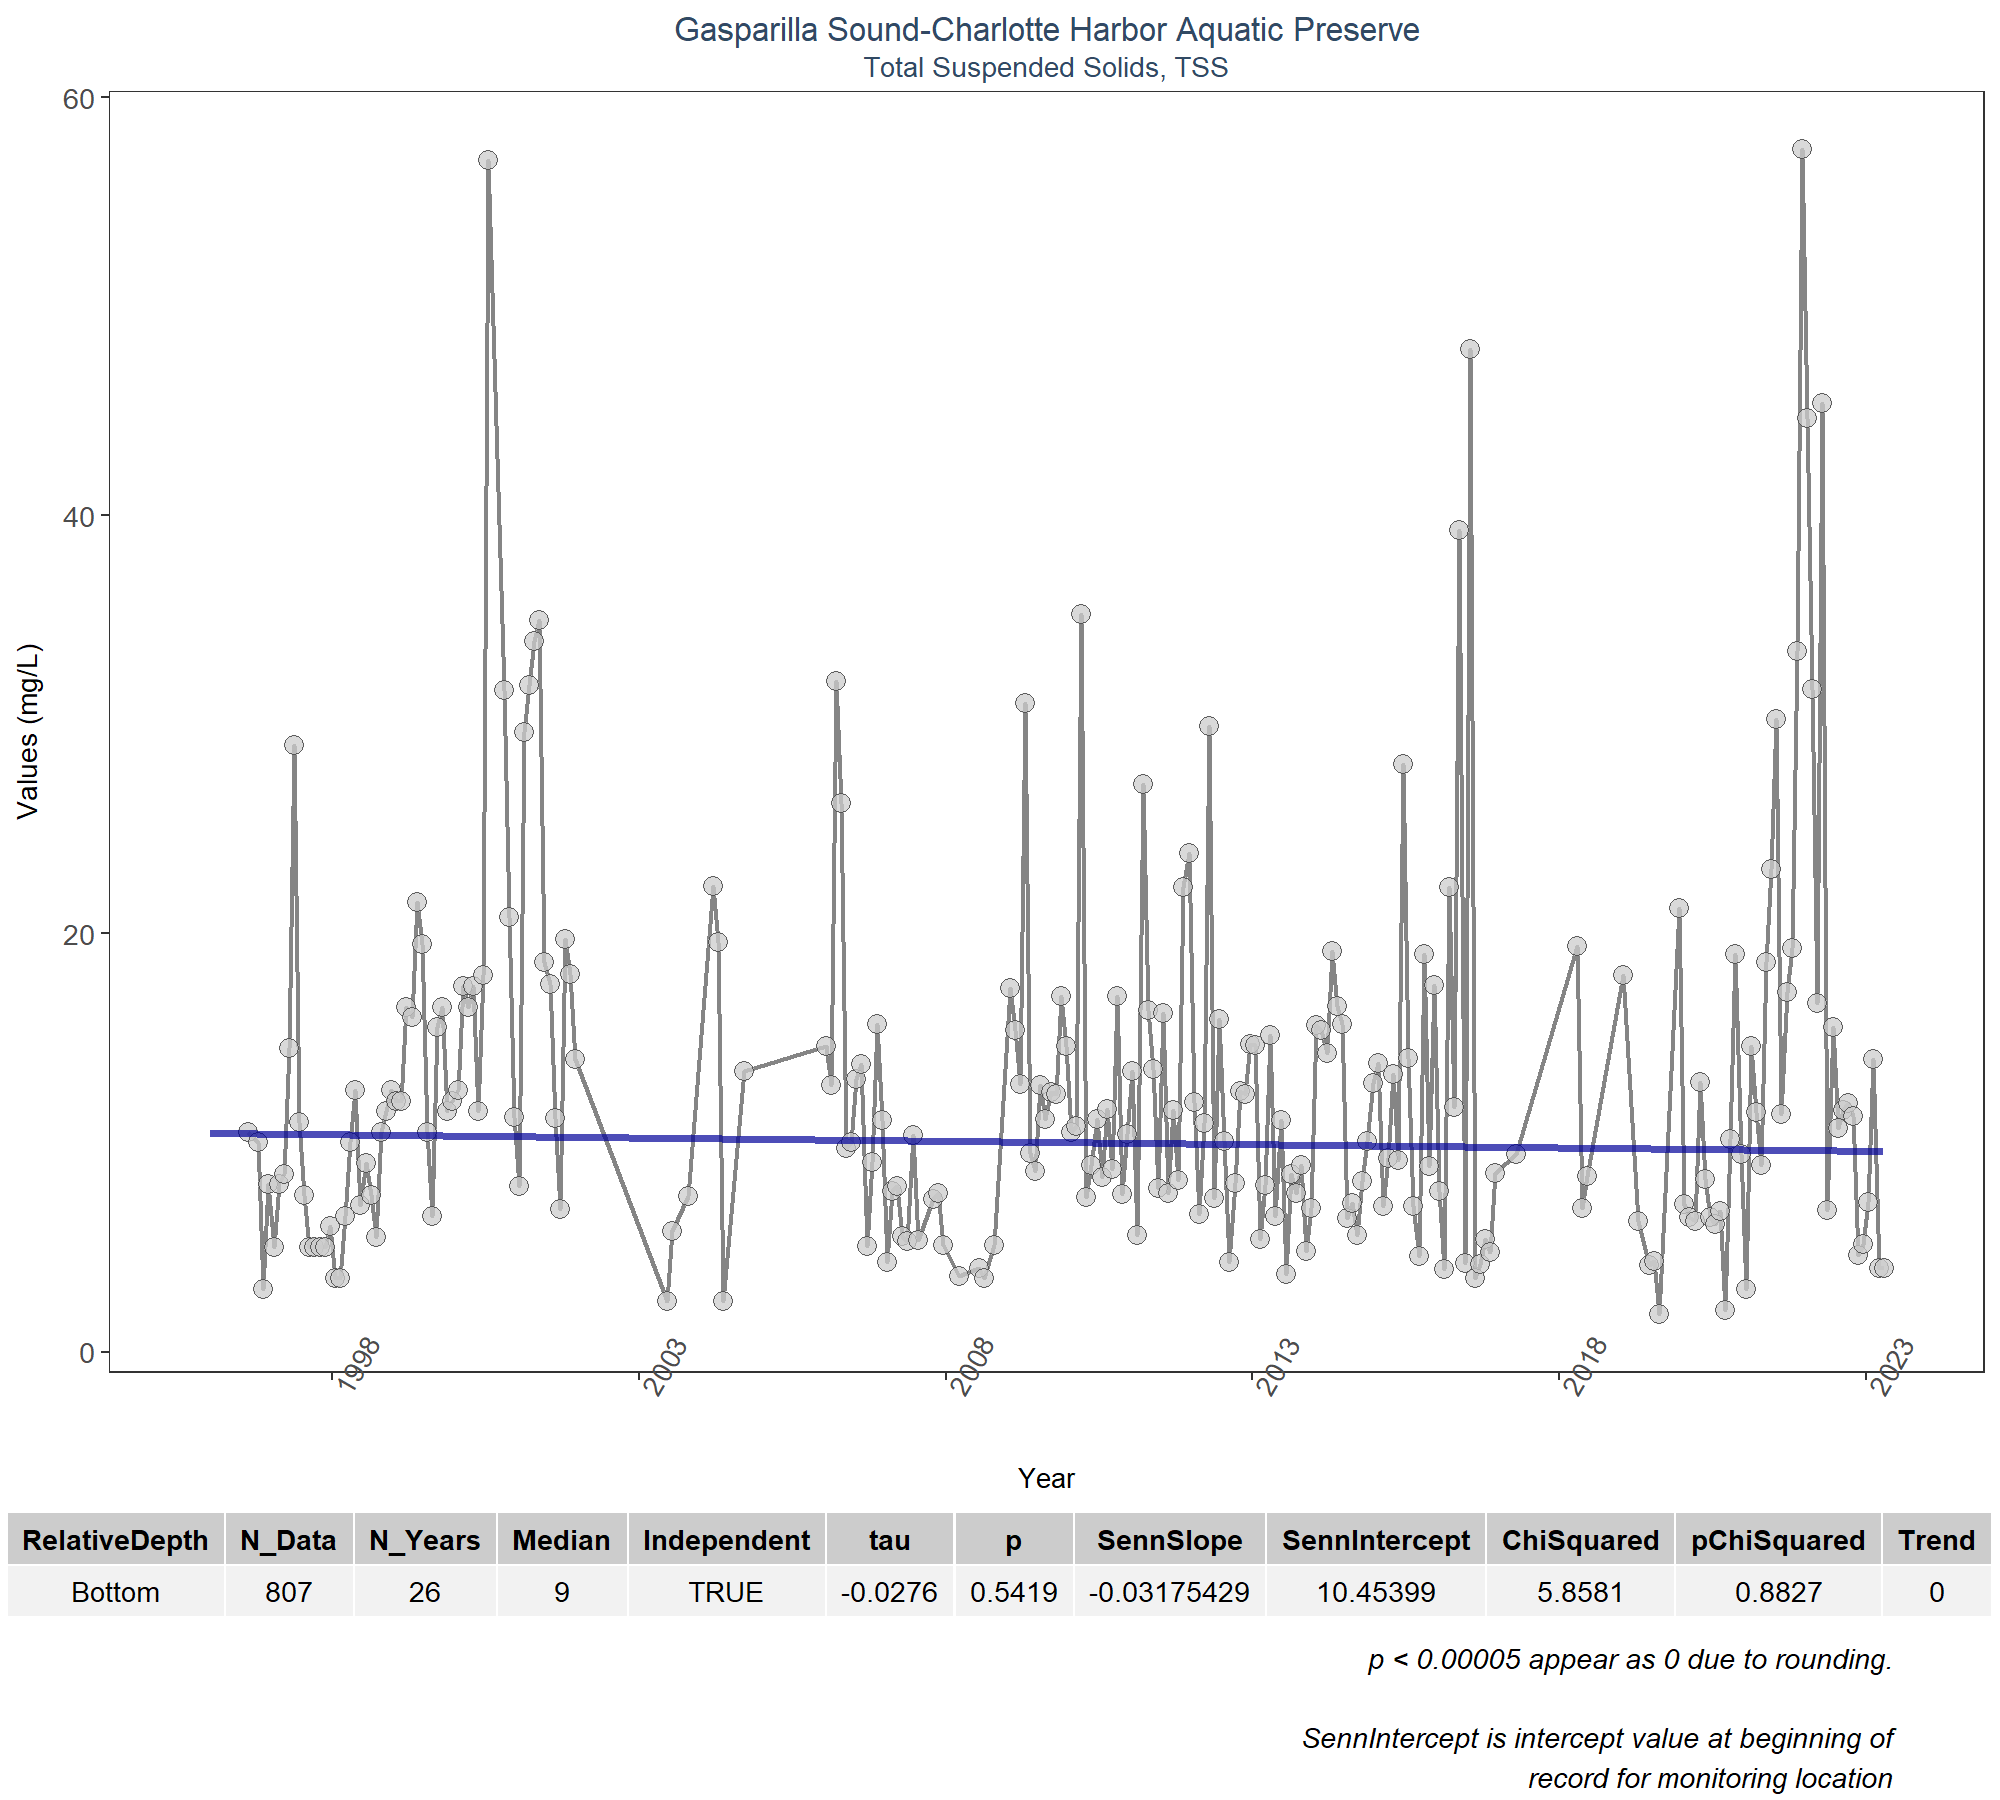 Gasparilla Sound-Charlotte Harbor Aquatic Preserve
Total Suspended Solids, TSS
60
40
20
0
Values (mg/L)
1998 2003 2008 2013 2018 2023
Year
RelativeDepth N_Data N_Years Median Independent tau p SennSlope SennIntercept ChiSquared pChiSquared Trend
Bottom 807 26 9 TRUE -0.0276 0.5419 -0.03175429 10.45399 5.8581 0.8827 0
p < 0.00005 appear as 0 due to rounding.
SennIntercept is intercept value at beginning of
record for monitoring location